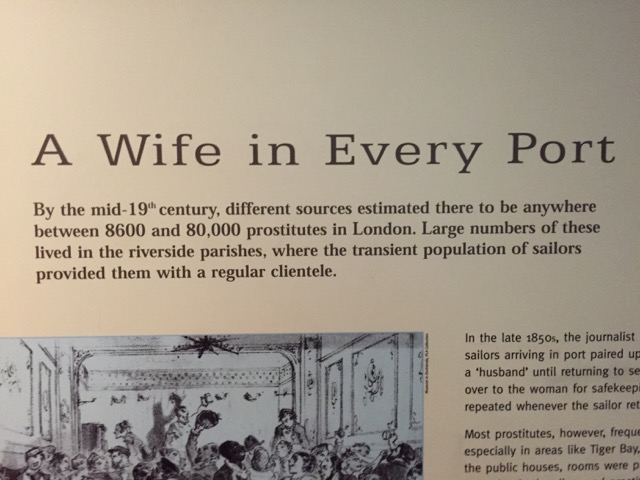 A Wife in Every Port
By the mid-19th century, different sources estimated there to be anywhere
between 8600 and 80,000 prostitutes in London. Large numbers of these
lived in the riverside parishes, where the transient population of sailors
provided them with a regular clientele.
In the late 1850s, the journalist
sailors arriving in port paired up
a 'husband' until returning to se
over to the woman for safekeepi
repeated whenever the sailor ret
Most prostitutes, however, freque
especially in areas like Tiger Bay,
the public houses, rooms were p